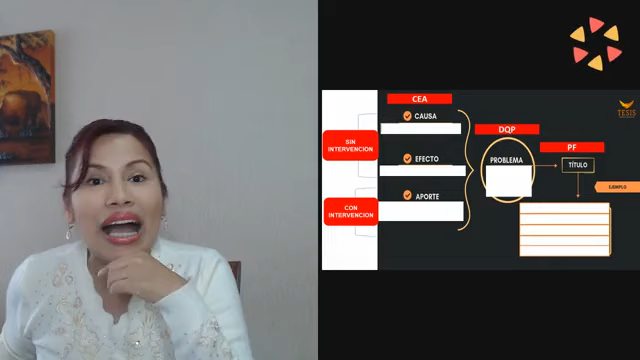 CEA
CAUSA
SIN
INTERVENCION
EFECTO
CON
INTERVENCION
APORTE
DQP
PROBLEMA
PF
TÍTULO
EJEMPLO
TESIS